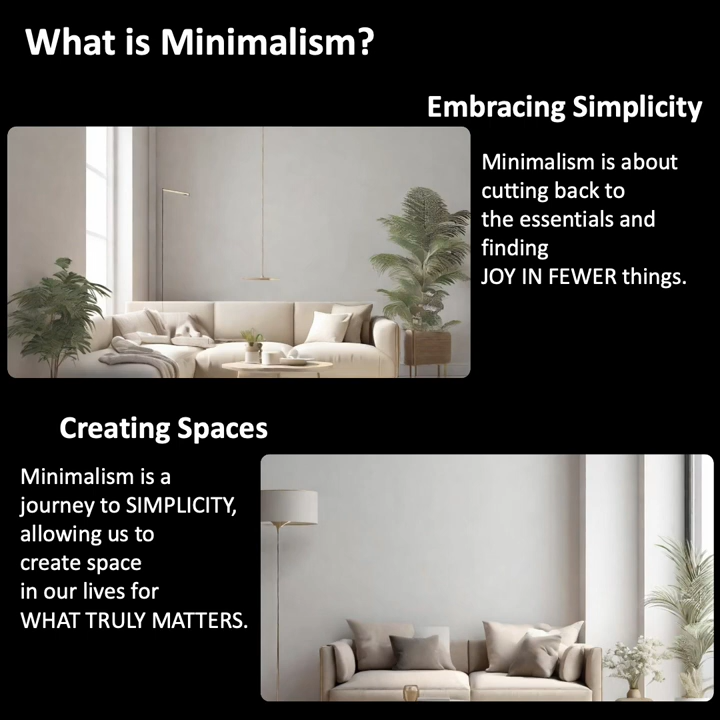 What is Minimalism?
Embracing Simplicity
Minimalism is about
cutting back to
the essentials and
finding
JOY IN FEWER things.
Creating Spaces
Minimalism is a
journey to SIMPLICITY,
allowing us to
create space
in our lives for
WHAT TRULY MATTERS.